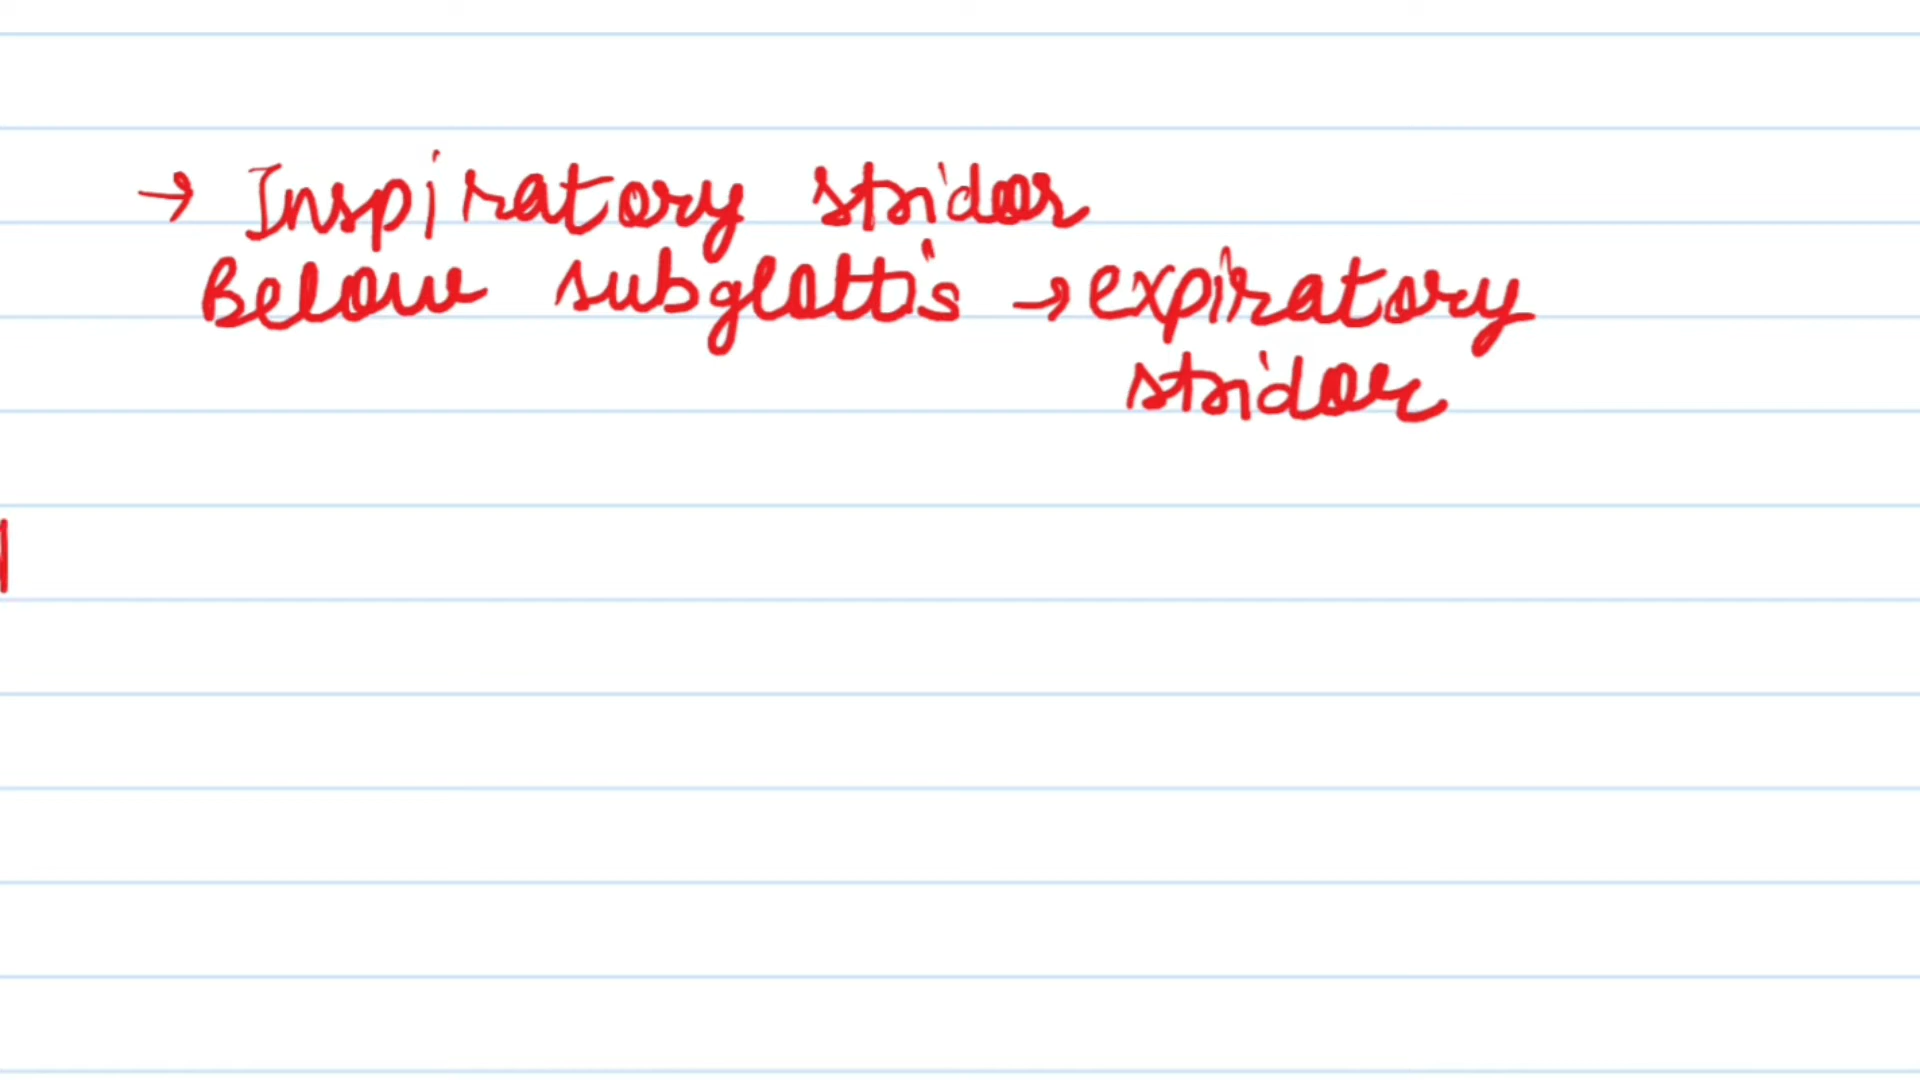 → Inspiratory stridor
Below subglottis → expiratory
stridor